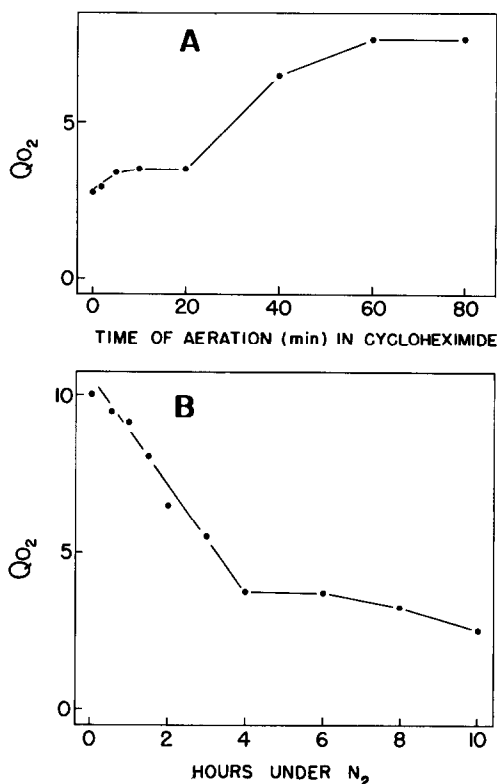 A
5
0
QO₂
0 20 40 60 80
TIME OF AERATION (min) IN CYCLOHEXIMIDE
B
10
5
0
QO₂
0 2 4 6 8 10
HOURS UNDER N₂